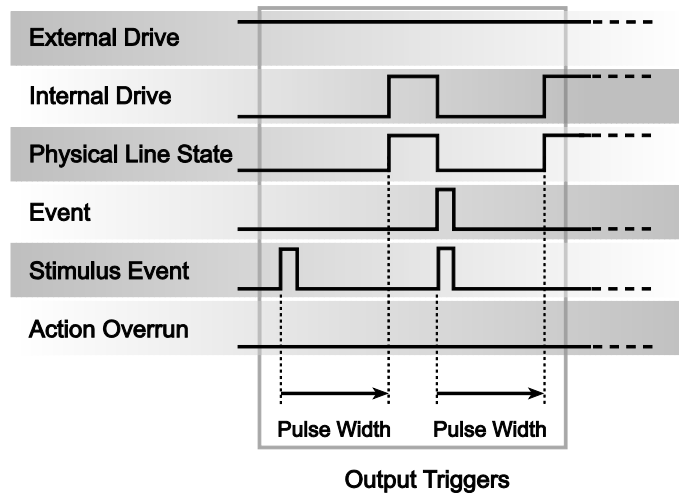 External Drive
Internal Drive
Physical Line State
Event
Stimulus Event
Action Overrun
Pulse Width Pulse Width
Output Triggers